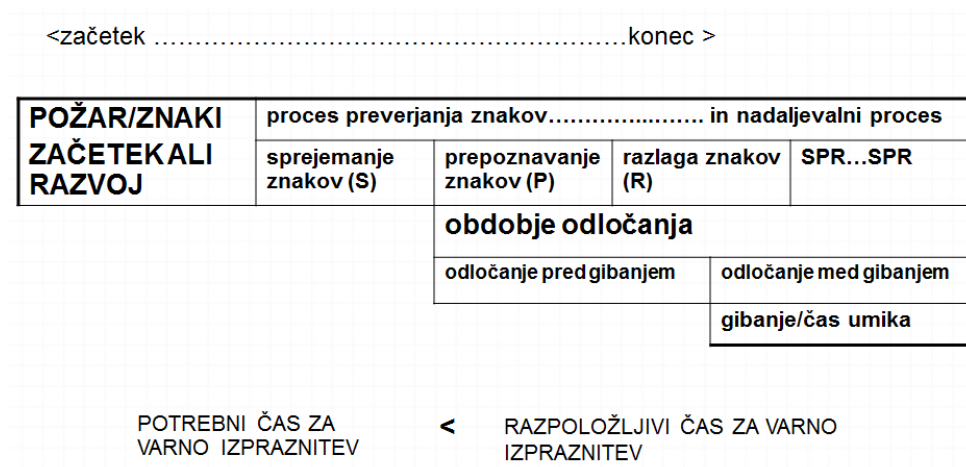 <začetek ………………………………………………konec >
POŽAR/ZNAKI
ZAČETEK ALI
RAZVOJ
proces preverjanja znakov…………...……. in nadaljevalni proces
sprejemanje
znakov (S)
prepoznavanje
znakov (P)
razlaga znakov
(R)
SPR…SPR
obdobje odločanja
odločanje pred gibanjem
odločanje med gibanjem
gibanje/čas umika
POTREBNI ČAS ZA
VARNO IZPRAZNITEV
<
RAZPOLOŽLJIVI ČAS ZA VARNO
IZPRAZNITEV